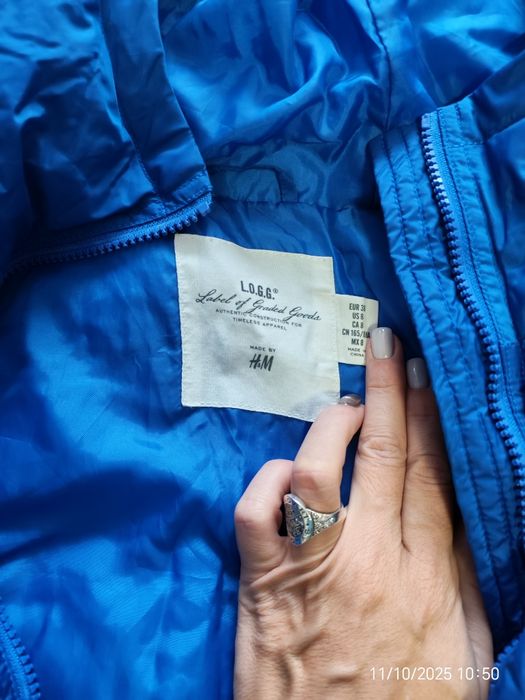 L.O.G.G.®
Label of Graded Goods
AUTHENTIC CONSTRUCTION FOR
TIMELESS APPAREL
MADE BY
H&M
EUR 38
US 8
CA 8
CN 165/88A
MX 8
MADE IN
CHINA
11/10/2025 10:50